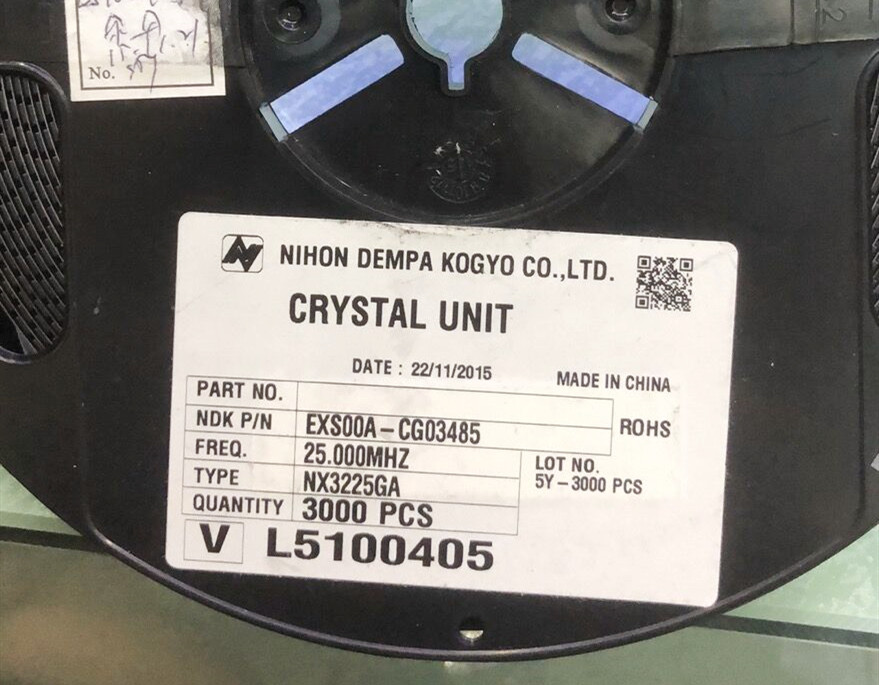 No.
NIHON DEMPA KOGYO CO.,LTD.
CRYSTAL UNIT
DATE : 22/11/2015
MADE IN CHINA
PART NO.
ROHS
NDK P/N EXS00A-CG03485
FREQ. 25.000MHZ
LOT NO.
TYPE NX3225GA
5Y-3000 PCS
QUANTITY 3000 PCS
V L5100405